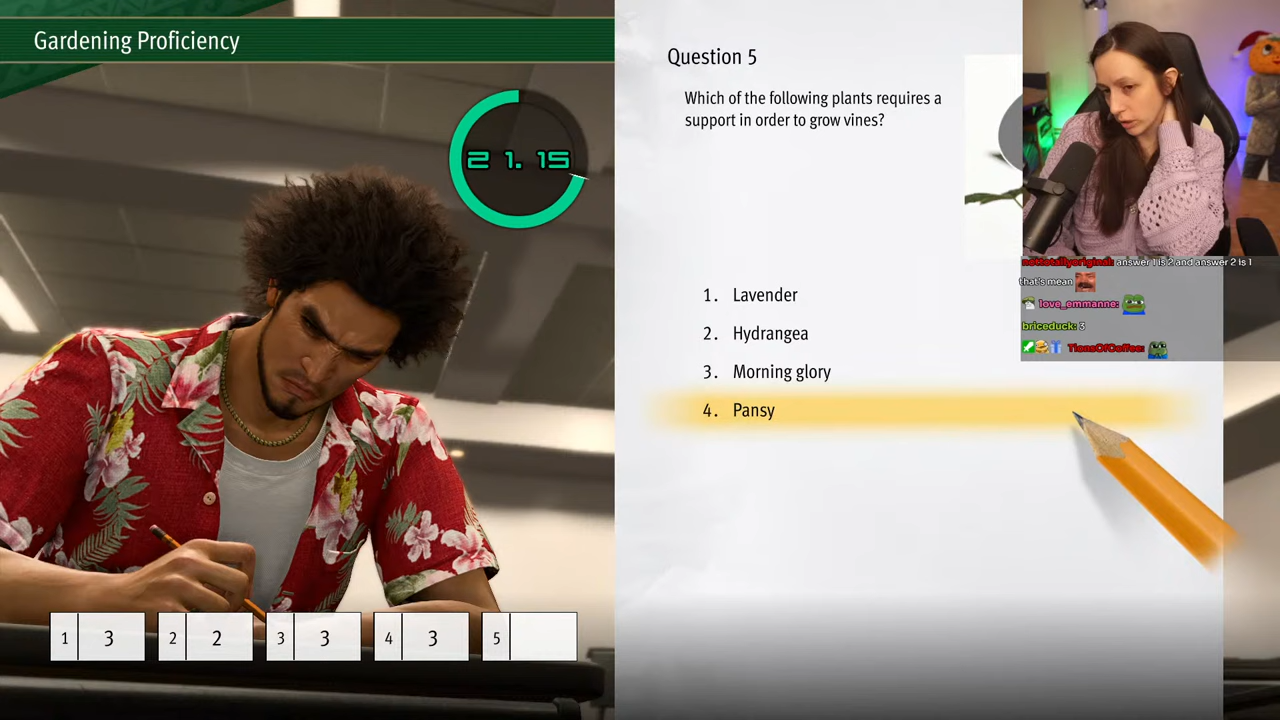 Gardening Proficiency
21.15
Question 5
Which of the following plants requires a
support in order to grow vines?
1. Lavender
2. Hydrangea
3. Morning glory
4. Pansy
answer 1 is 2 and answer 2 is 1
that's mean
love_emmanne:
briceduck: 3
TionsOfCoffee:
1 3 2 2 3 3 4 3 5